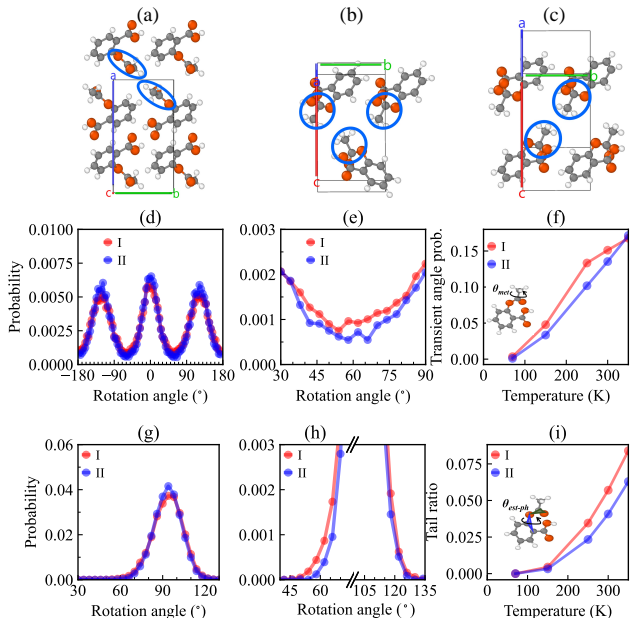 (a)
(b)
(c)
a
c
b
a
b
c
a
b
c
(d)
(e)
(f)
Probability
0.0100
0.0075
0.0050
0.0025
0.0000
I
II
−180
−90
0
90
180
Rotation angle (°)
0.003
0.002
0.001
0.000
I
II
30
45
60
75
90
Rotation angle (°)
Transient angle prob.
0.15
0.10
0.05
0.00
I
II
θmet
0
100
200
300
Temperature (K)
(g)
(h)
(i)
Probability
0.06
0.04
0.02
0.00
I
II
30
60
90
120
Rotation angle (°)
0.003
0.002
0.001
0.000
I
II
45
60
105
120
135
Rotation angle (°)
Tail ratio
0.075
0.050
0.025
0.000
I
II
θest-ph
0
100
200
300
Temperature (K)